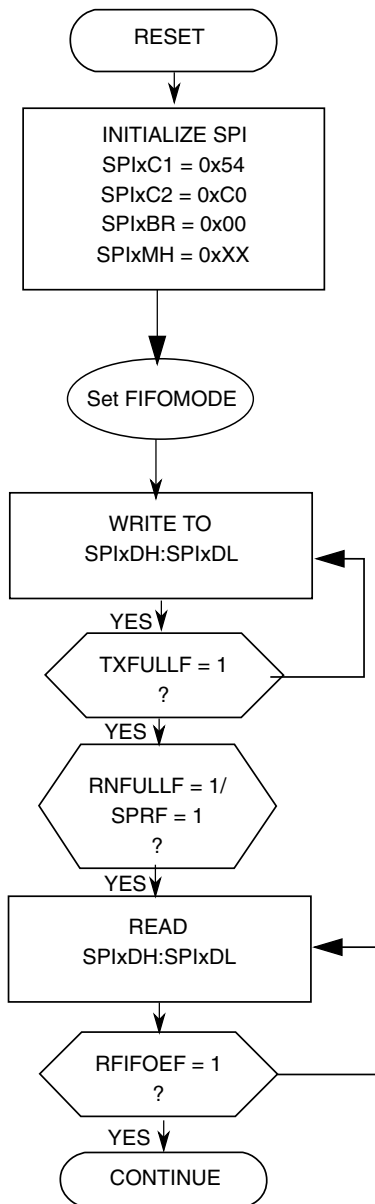 RESET
INITIALIZE SPI
SPIxC1 = 0x54
SPIxC2 = 0xC0
SPIxBR = 0x00
SPIxMH = 0xXX
Set FIFOMODE
WRITE TO
SPIxDH:SPIxDL
YES
TXFULLF = 1
?
YES
RNFULLF = 1/
SPRF = 1
?
YES
READ
SPIxDH:SPIxDL
RFIFOEF = 1
?
YES
CONTINUE